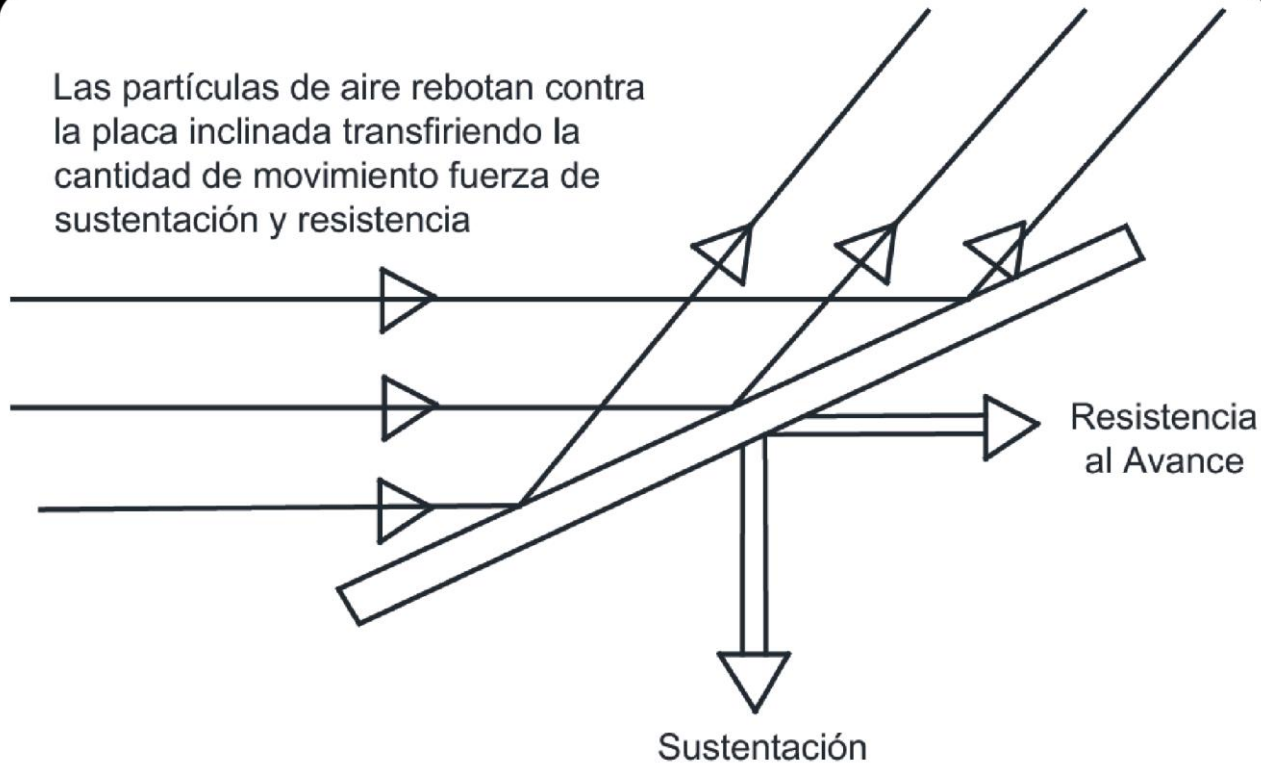 Las partículas de aire rebotan contra
la placa inclinada transfiriendo la
cantidad de movimiento fuerza de
sustentación y resistencia
Resistencia
al Avance
Sustentación